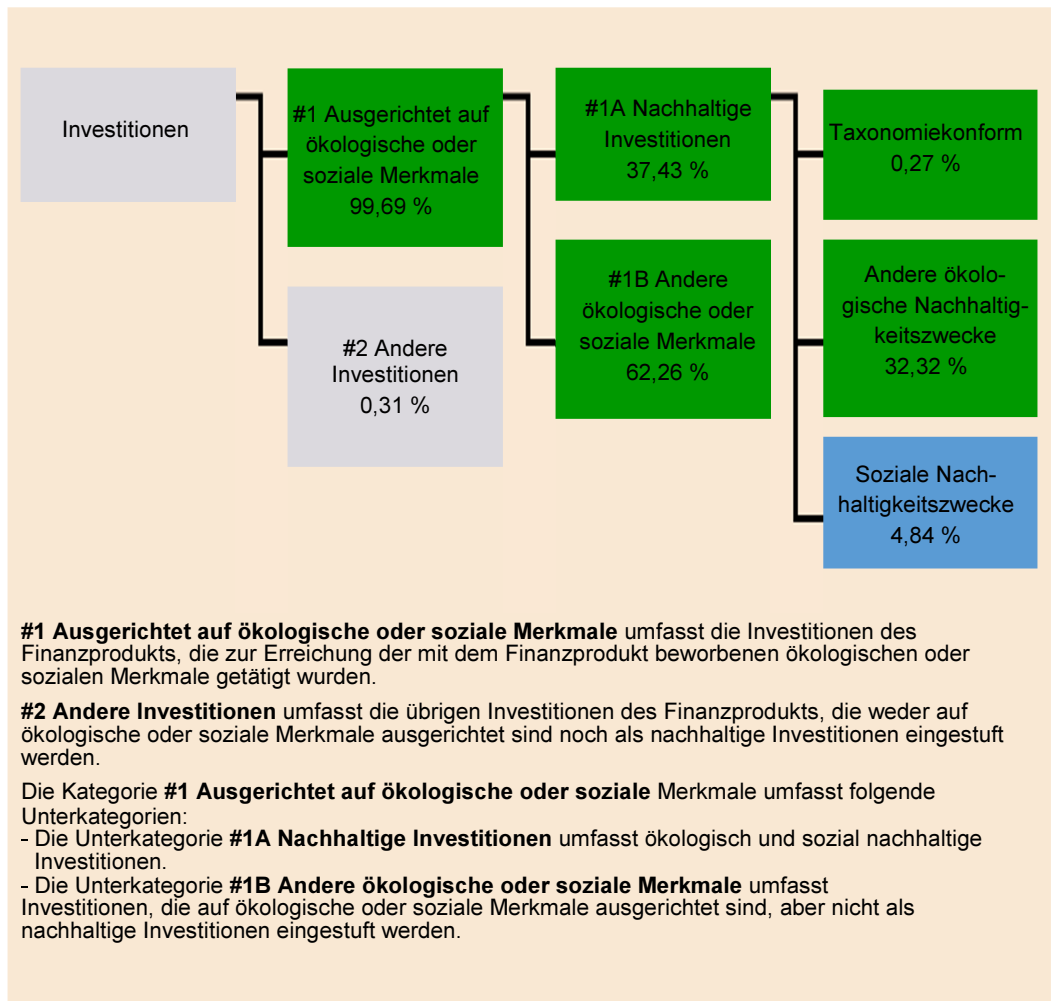 Investitionen
#1 Ausgerichtet auf
ökologische oder
soziale Merkmale
99,69 %
#2 Andere
Investitionen
0,31 %
#1A Nachhaltige
Investitionen
37,43 %
#1B Andere
ökologische oder
soziale Merkmale
62,26 %
Taxonomiekonform
0,27 %
Andere ökolo-
gische Nachhaltig-
keitszwecke
32,32 %
Soziale Nach-
haltigkeitszwecke
4,84 %
#1 Ausgerichtet auf ökologische oder soziale Merkmale umfasst die Investitionen des
Finanzprodukts, die zur Erreichung der mit dem Finanzprodukt beworbenen ökologischen oder
sozialen Merkmale getätigt wurden.
#2 Andere Investitionen umfasst die übrigen Investitionen des Finanzprodukts, die weder auf
ökologische oder soziale Merkmale ausgerichtet sind noch als nachhaltige Investitionen eingestuft
werden.
Die Kategorie #1 Ausgerichtet auf ökologische oder soziale Merkmale umfasst folgende
Unterkategorien:
- Die Unterkategorie #1A Nachhaltige Investitionen umfasst ökologisch und sozial nachhaltige
Investitionen.
- Die Unterkategorie #1B Andere ökologische oder soziale Merkmale umfasst
Investitionen, die auf ökologische oder soziale Merkmale ausgerichtet sind, aber nicht als
nachhaltige Investitionen eingestuft werden.